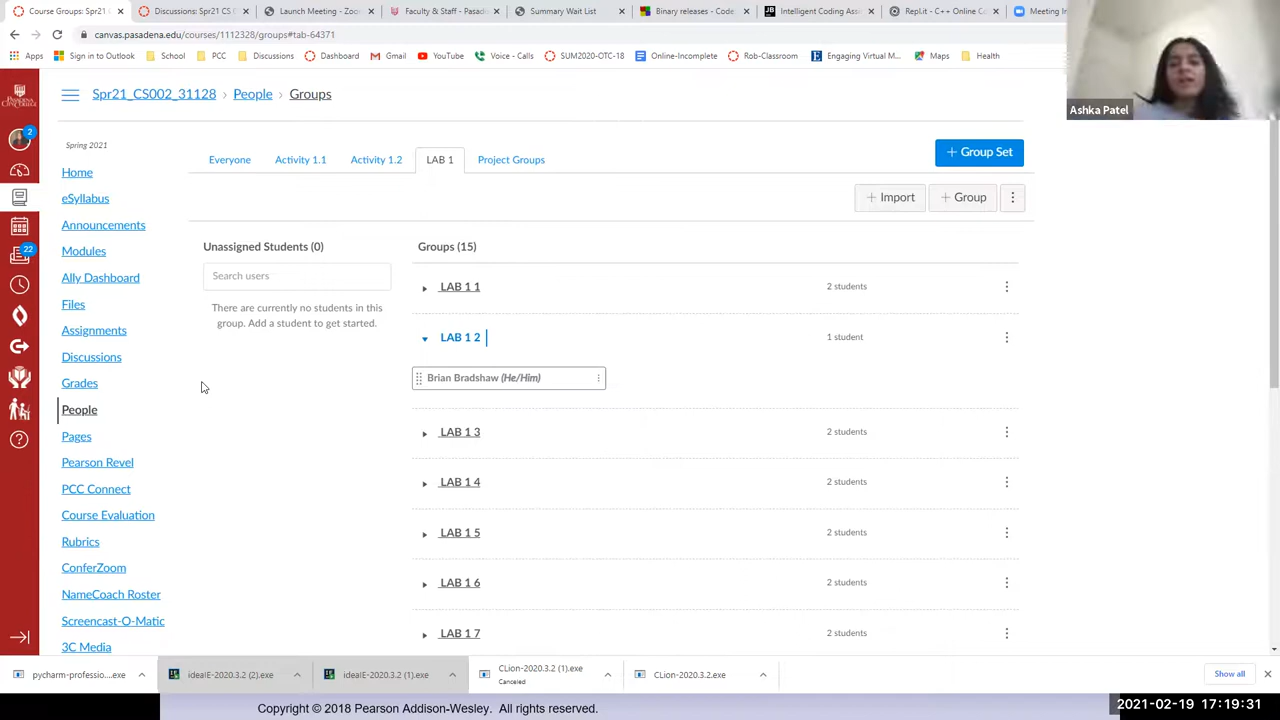 Course Groups: Spr21_CS
Discussions: Spr21 CS D
Launch Meeting - Zoo
Faculty & Staff - Pasad
Summary Wait List
Binary releases - Cod
Intelligent Coding Assi
Repl.it - C++ Online Co
Meeting In
canvas.pasadena.edu/courses/1112328/groups#tab-64371
Apps
Sign in to Outlook
School
PCC
Discussions
Dashboard
Gmail
YouTube
Voice - Calls
SUM2020-OTC-18
Online-Incomplete
Rob-Classroom
Engaging Virtual M...
Maps
Health
Ashka Patel
Spr21_CS002_31128 › People › Groups
2
22
Spring 2021
Home
eSyllabus
Announcements
Modules
Ally Dashboard
Files
Assignments
Discussions
Grades
People
Pages
Pearson Revel
PCC Connect
Course Evaluation
Rubrics
ConferZoom
NameCoach Roster
Screencast-O-Matic
3C Media
Everyone
Activity 1.1
Activity 1.2
LAB 1
Project Groups
+ Group Set
+ Import
+ Group
Unassigned Students (0)
Search users
There are currently no students in this
group. Add a student to get started.
Groups (15)
LAB 1 1 2 students
LAB 1 2 1 student
Brian Bradshaw (He/Him)
LAB 1 3 2 students
LAB 1 4 2 students
LAB 1 5 2 students
LAB 1 6 2 students
LAB 1 7 2 students
pycharm-professio....exe
ideaIE-2020.3.2 (2).exe
ideaIE-2020.3.2 (1).exe
CLion-2020.3.2 (1).exe
Canceled
CLion-2020.3.2.exe
Show all
Copyright © 2018 Pearson Addison-Wesley. All rights reserved.
2021-02-19 17:19:31